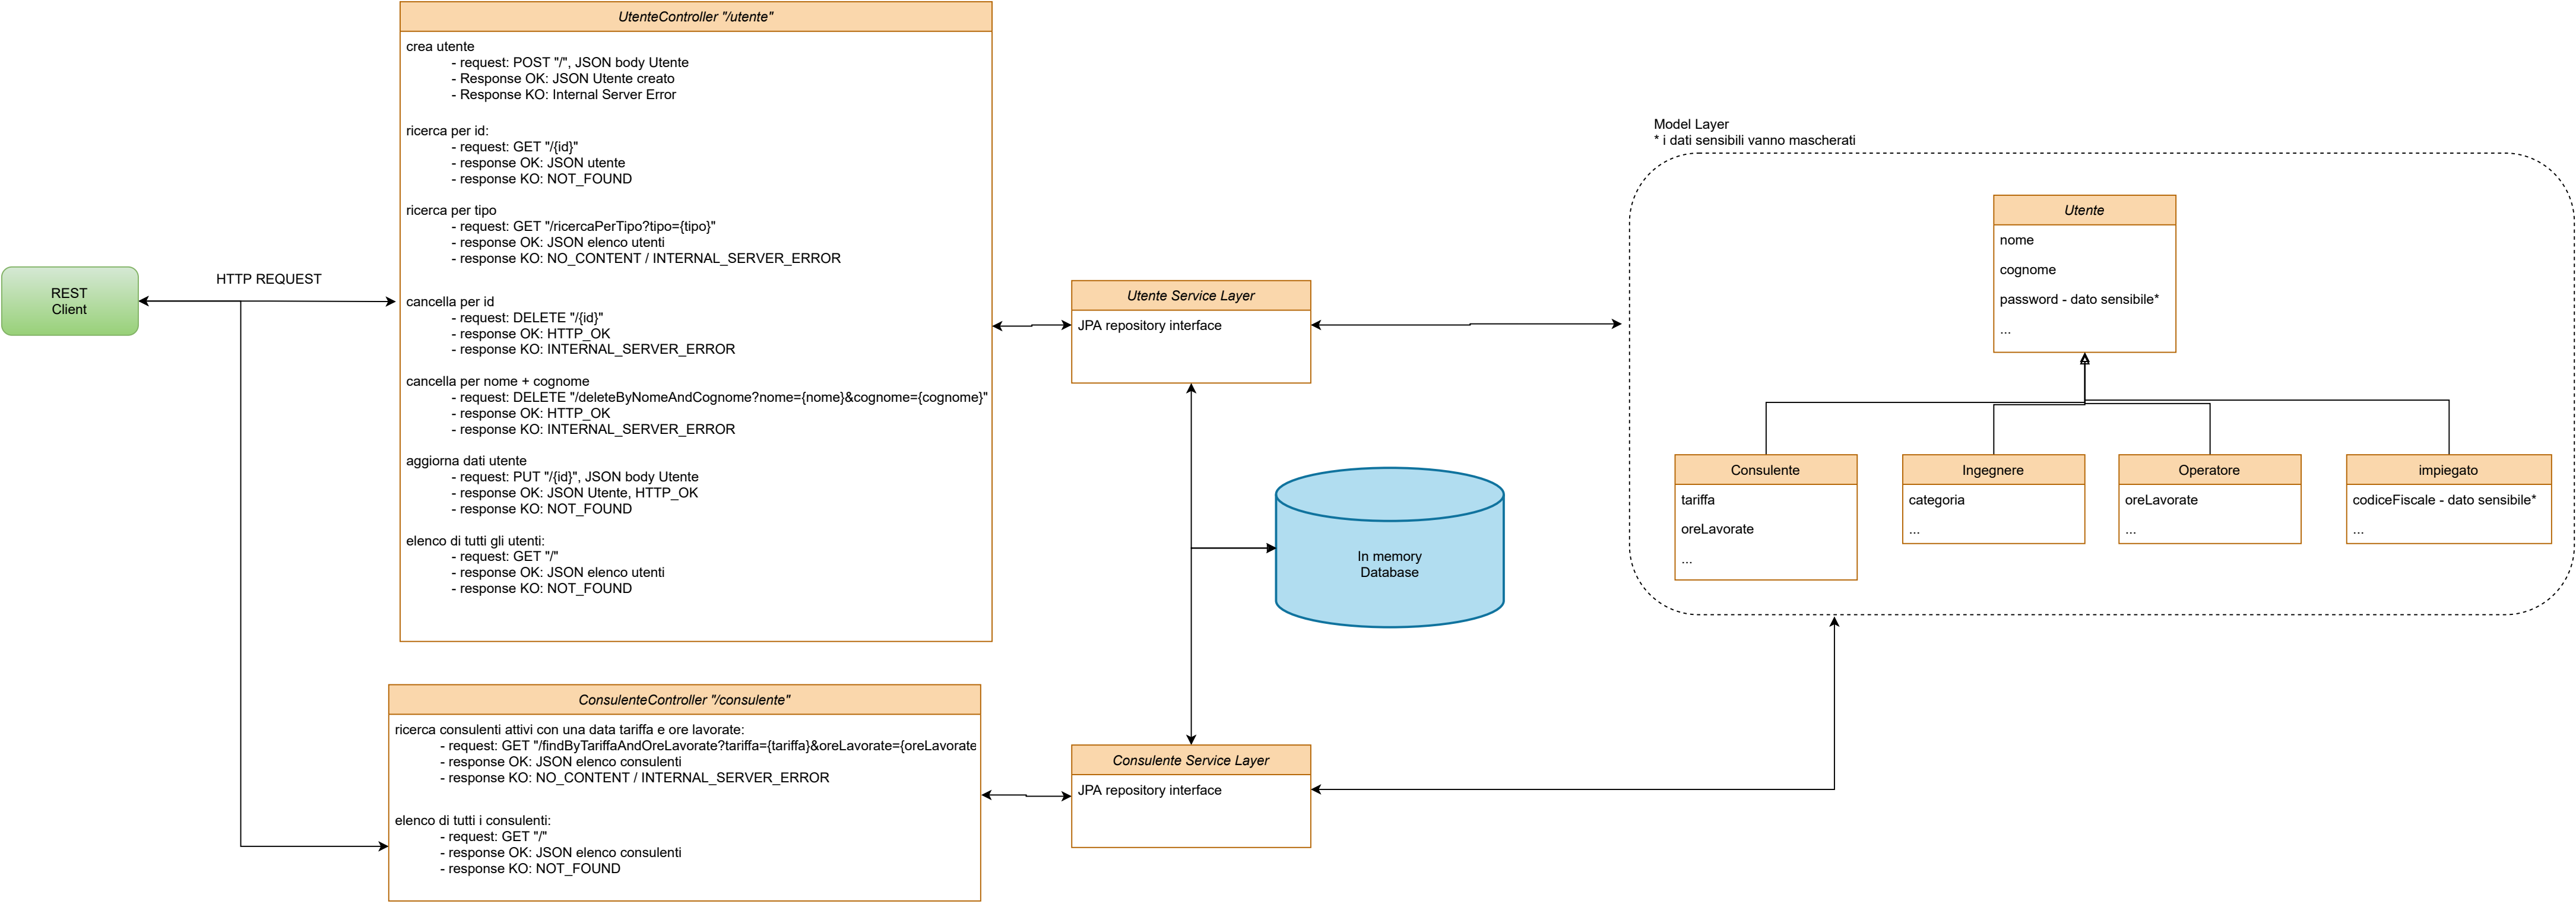 REST
Client
HTTP REQUEST
UtenteController "/utente"
crea utente
- request: POST "/", JSON body Utente
- Response OK: JSON Utente creato
- Response KO: Internal Server Error
ricerca per id:
- request: GET "/{id}"
- response OK: JSON utente
- response KO: NOT_FOUND
ricerca per tipo
- request: GET "/ricercaPerTipo?tipo={tipo}"
- response OK: JSON elenco utenti
- response KO: NO_CONTENT / INTERNAL_SERVER_ERROR
cancella per id
- request: DELETE "/{id}"
- response OK: HTTP_OK
- response KO: INTERNAL_SERVER_ERROR
cancella per nome + cognome
- request: DELETE "/deleteByNomeAndCognome?nome={nome}&cognome={cognome}"
- response OK: HTTP_OK
- response KO: INTERNAL_SERVER_ERROR
aggiorna dati utente
- request: PUT "/{id}", JSON body Utente
- response OK: JSON Utente, HTTP_OK
- response KO: NOT_FOUND
elenco di tutti gli utenti:
- request: GET "/"
- response OK: JSON elenco utenti
- response KO: NOT_FOUND
ConsulenteController "/consulente"
ricerca consulenti attivi con una data tariffa e ore lavorate:
- request: GET "/findByTariffaAndOreLavorate?tariffa={tariffa}&oreLavorate={oreLavorate
- response OK: JSON elenco consulenti
- response KO: NO_CONTENT / INTERNAL_SERVER_ERROR
elenco di tutti i consulenti:
- request: GET "/"
- response OK: JSON elenco consulenti
- response KO: NOT_FOUND
Utente Service Layer
JPA repository interface
In memory
Database
Consulente Service Layer
JPA repository interface
Model Layer
* i dati sensibili vanno mascherati
Utente
nome
cognome
password - dato sensibile*
...
Consulente
tariffa
oreLavorate
...
Ingegnere
categoria
...
Operatore
oreLavorate
...
impiegato
codiceFiscale - dato sensibile*
...